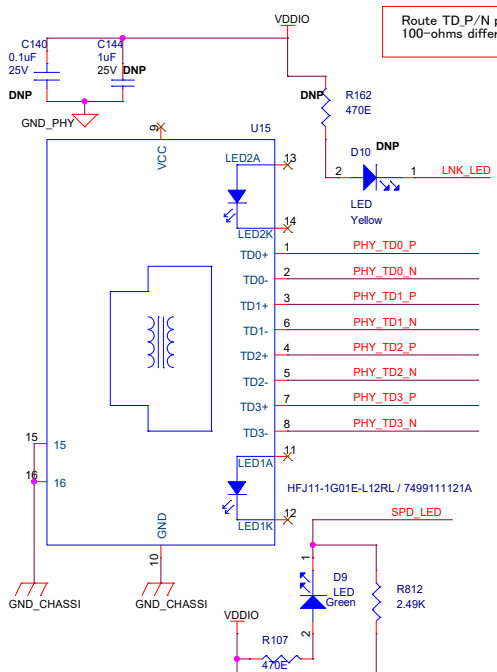 VDDIO
Route TD_P/N p
100-ohms differ
C140
0.1uF
25V
DNP
C144
1uF
25V DNP
GND_PHY
DNP
R162
470E
D10
DNP
2
1
LNK_LED
LED
Yellow
U15
9
VCC
LED2A
13
LED2K
14
TD0+
1
PHY_TD0_P
TD0-
2
PHY_TD0_N
TD1+
3
PHY_TD1_P
TD1-
6
PHY_TD1_N
TD2+
4
PHY_TD2_P
TD2-
5
PHY_TD2_N
TD3+
7
PHY_TD3_P
TD3-
8
PHY_TD3_N
15
15
16
16
LED1A
11
LED1K
12
HFJ11-1G01E-L12RL / 7499111121A
GND
10
GND_CHASSI
GND_CHASSI
SPD_LED
1
D9
LED
Green
2
R812
2.49K
VDDIO
R107
470E